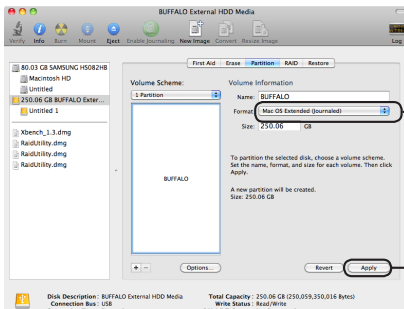 BUFFALO External HDD Media
Verify Info Burn Mount Eject Enable Journaling New Image Convert Resize Image Log
First Aid Erase Partition RAID Restore
80.03 GB SAMSUNG HS082HB
Macintosh HD
Untitled
250.06 GB BUFFALO Exter...
Untitled 1
Xbench_1.3.dmg
RaidUtility.dmg
RaidUtility.dmg
RaidUtility.dmg
Volume Scheme:
1 Partition
BUFFALO
Volume Information
Name: BUFFALO
Format: Mac OS Extended (Journaled)
Size: 250.06 GB
To partition the selected disk, choose a volume scheme.
Set the name, format, and size for each volume. Then click
Apply.
A new partition will be created.
Size: 250.06 GB
+ − Options... Revert Apply
Disk Description : BUFFALO External HDD Media Total Capacity : 250.06 GB (250,059,350,016 Bytes)
Connection Bus : USB Write Status : Read/Write